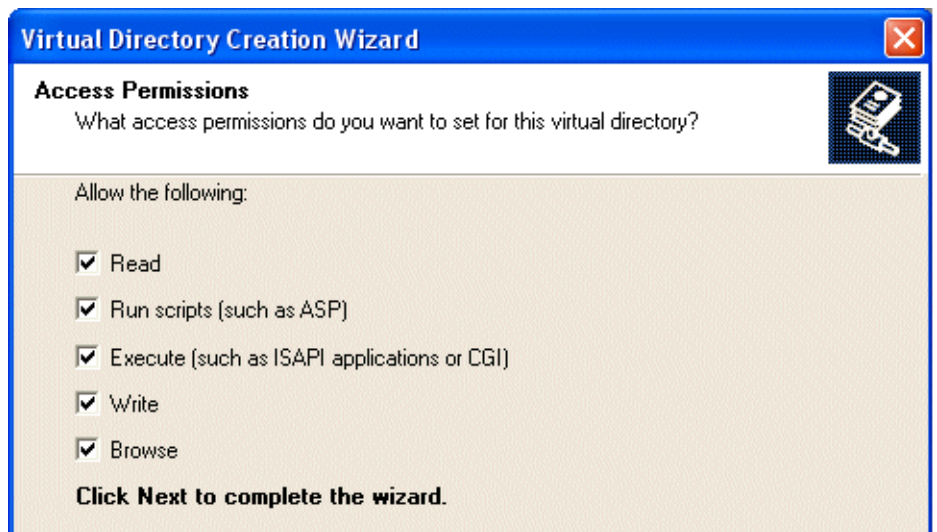 Virtual Directory Creation Wizard
Access Permissions
What access permissions do you want to set for this virtual directory?
Allow the following:
Read
Run scripts (such as ASP)
Execute (such as ISAPI applications or CGI)
Write
Browse
Click Next to complete the wizard.